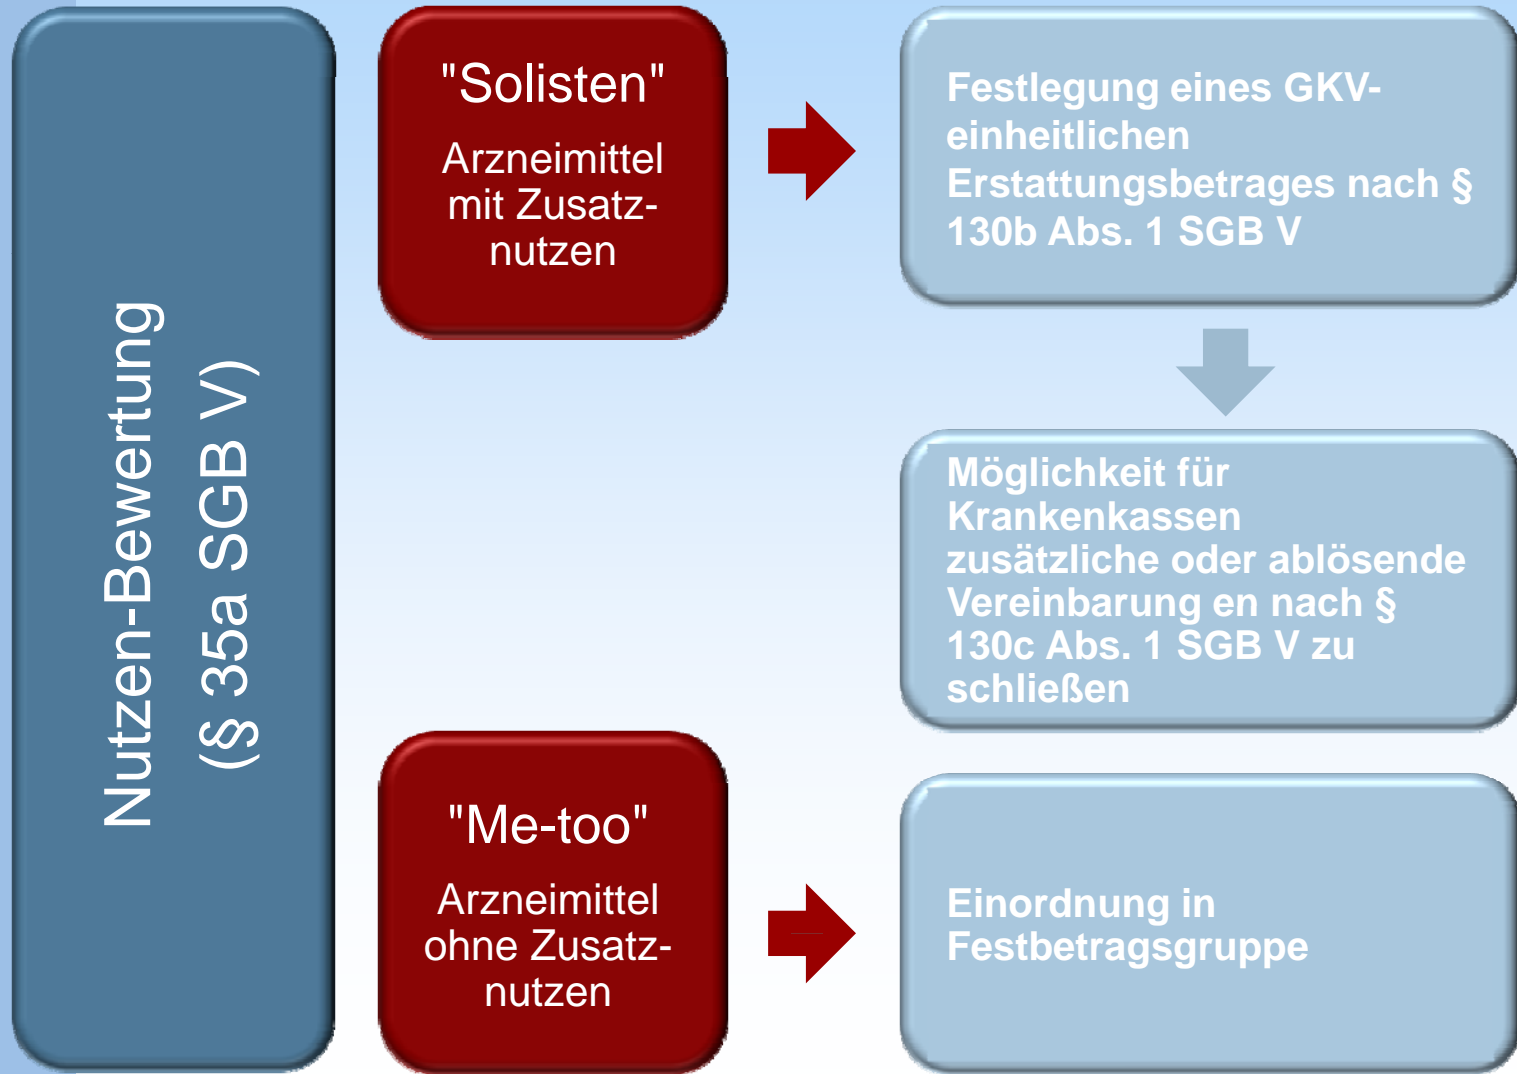 Nutzen-Bewertung
(§ 35a SGB V)
"Solisten"
Arzneimittel
mit Zusatz-
nutzen
Festlegung eines GKV-
einheitlichen
Erstattungsbetrages nach §
130b Abs. 1 SGB V
Möglichkeit für
Krankenkassen
zusätzliche oder ablösende
Vereinbarung en nach §
130c Abs. 1 SGB V zu
schließen
"Me-too"
Arzneimittel
ohne Zusatz-
nutzen
Einordnung in
Festbetragsgruppe